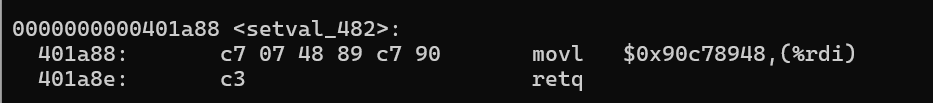 0000000000401a88 <setval_482>:
401a88: c7 07 48 89 c7 90 movl $0x90c78948,(%rdi)
401a8e: c3 retq